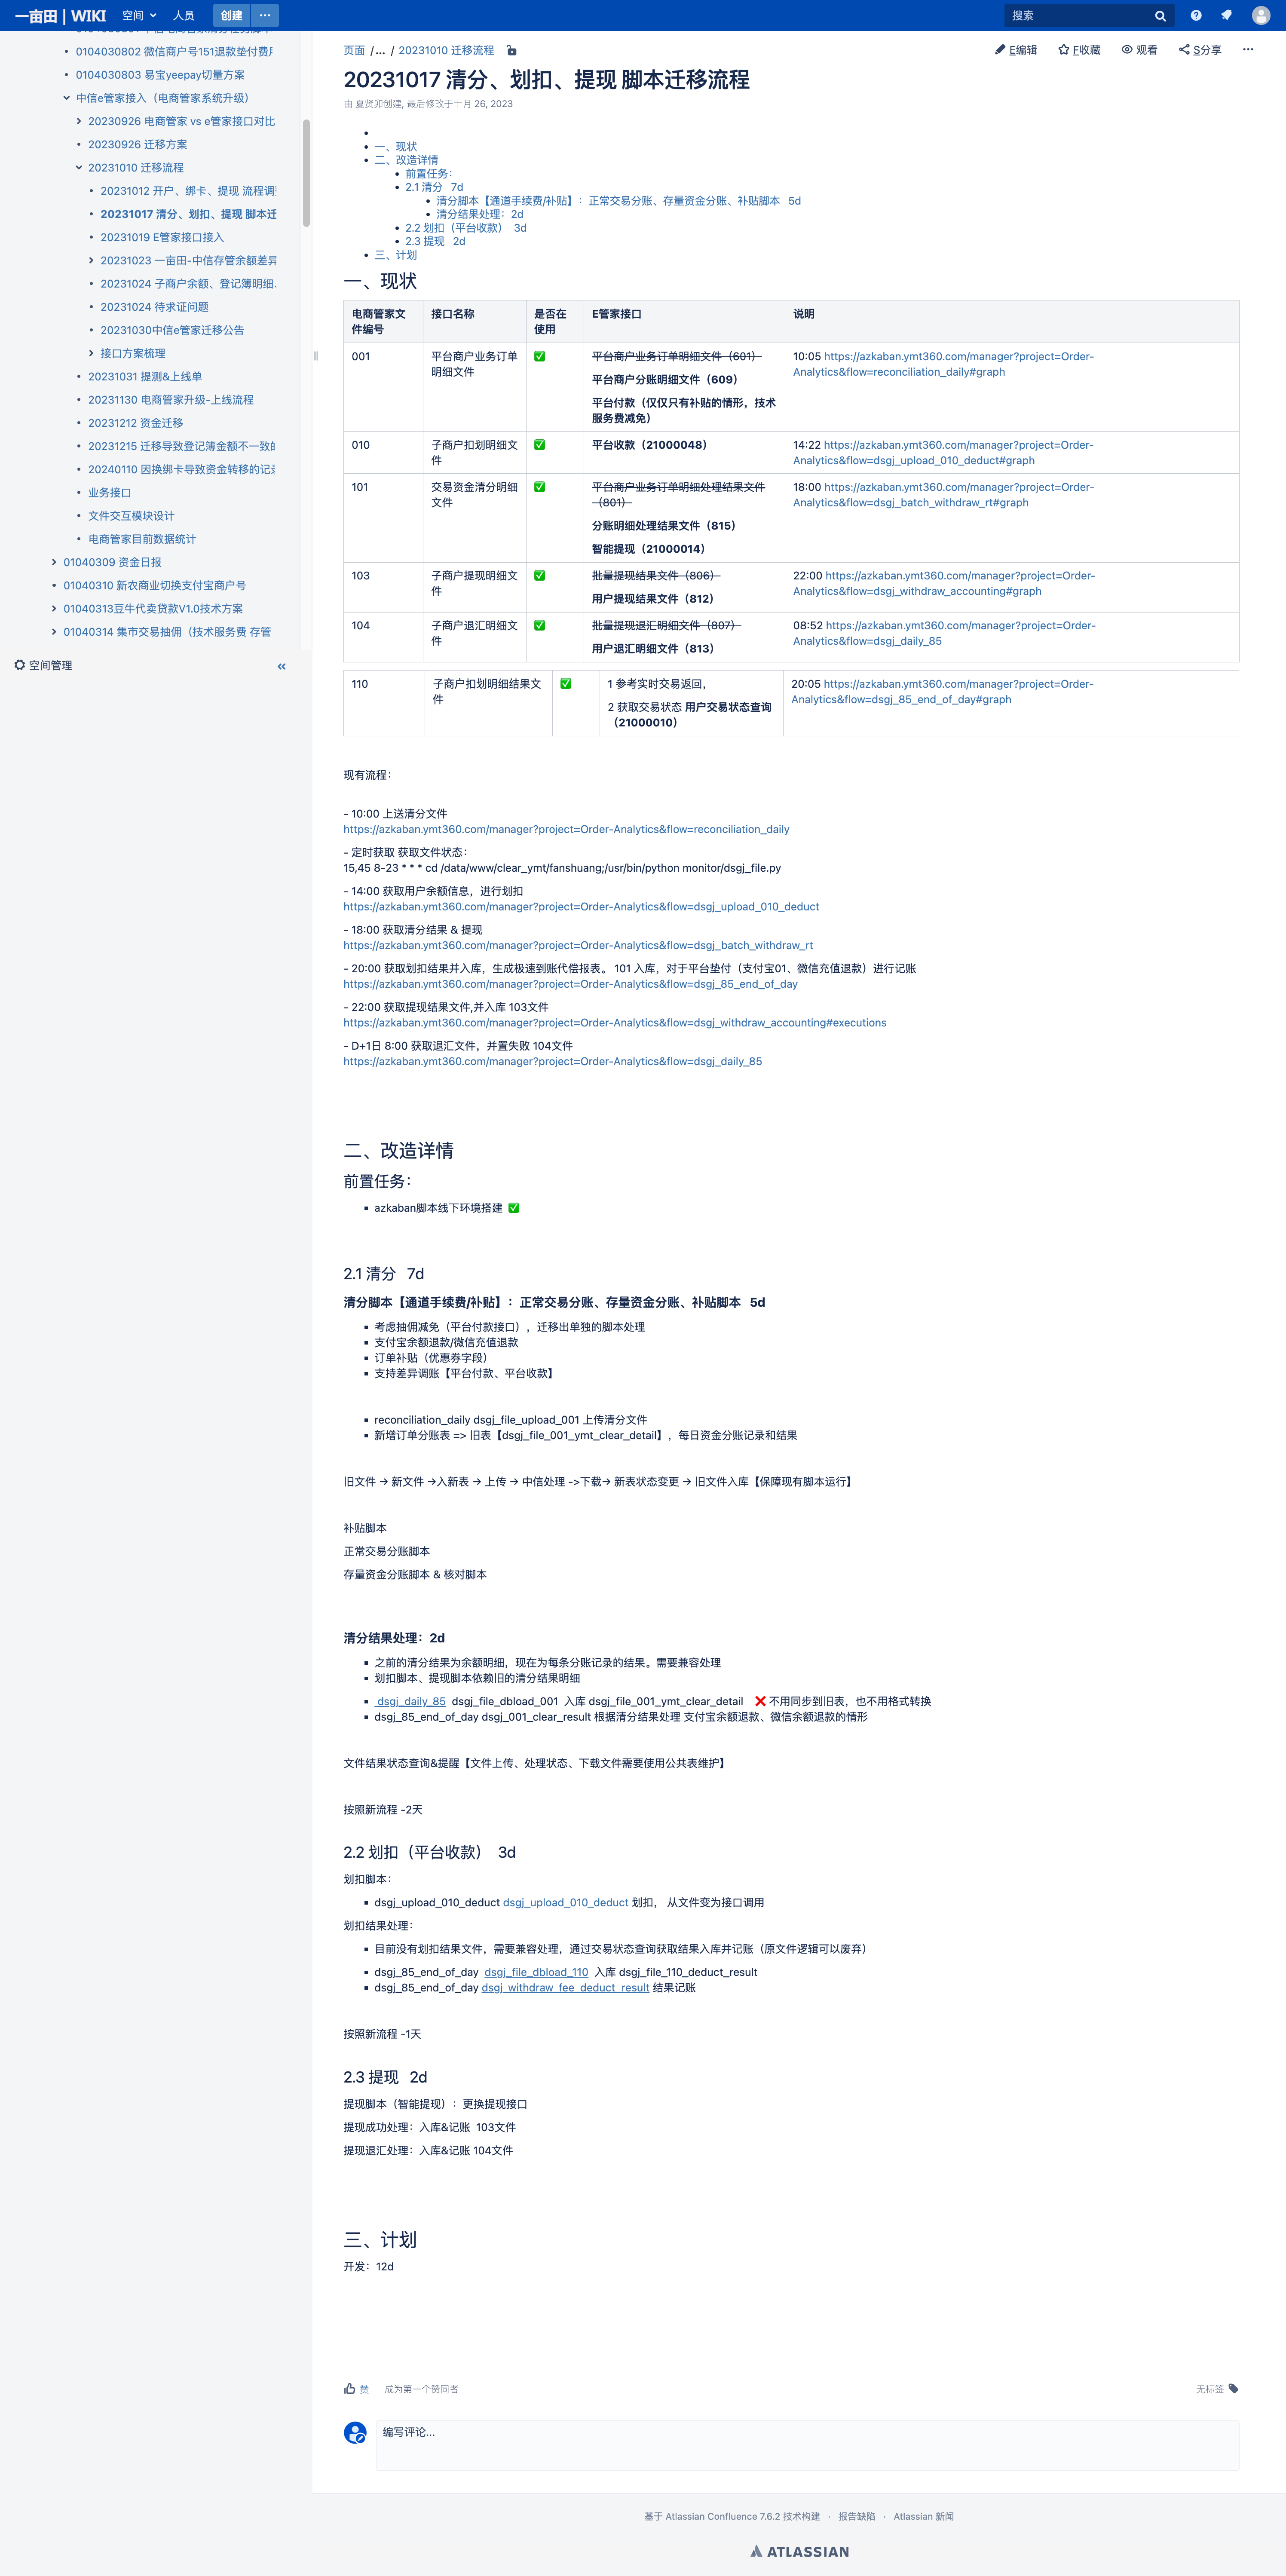 一亩田 | WIKI 空间 人员 创建 ··· 搜索
0104030802 微信商户号151退款垫付费用
0104030803 易宝yeepay切量方案
中信e管家接入（电商管家系统升级）
20230926 电商管家 vs e管家接口对比
20230926 迁移方案
20231010 迁移流程
20231012 开户、绑卡、提现 流程调整
20231017 清分、划扣、提现 脚本迁
20231019 E管家接口接入
20231023 一亩田-中信存管余额差异
20231024 子商户余额、登记簿明细..
20231024 待求证问题
20231030中信e管家迁移公告
接口方案梳理
20231031 提测&上线单
20231130 电商管家升级-上线流程
20231212 资金迁移
20231215 迁移导致登记簿金额不一致的
20240110 因换绑卡导致资金转移的记录
业务接口
文件交互模块设计
电商管家目前数据统计
01040309 资金日报
01040310 新农商业切换支付宝商户号
01040313豆牛代卖贷款V1.0技术方案
01040314 集市交易抽佣（技术服务费 存管
空间管理
页面 /... / 20231010 迁移流程
E编辑 F收藏 观看 S分享 ···
20231017 清分、划扣、提现 脚本迁移流程
由 夏贤卯创建, 最后修改于十月 26, 2023
一、现状
二、改造详情
前置任务：
2.1 清分 7d
清分脚本【通道手续费/补贴】：正常交易分账、存量资金分账、补贴脚本 5d
清分结果处理：2d
2.2 划扣（平台收款） 3d
2.3 提现 2d
三、计划
一、现状
电商管家文件编号 接口名称 是否在使用 E管家接口 说明
001 平台商户业务订单明细文件 ✅ 平台商户业务订单明细文件（601）
平台商户分账明细文件（609）
平台付款（仅仅只有补贴的情形，技术服务费减免）
10:05 https://azkaban.ymt360.com/manager?project=Order-
Analytics&flow=reconciliation_daily#graph
010 子商户扣划明细文件 ✅ 平台收款（21000048）
14:22 https://azkaban.ymt360.com/manager?project=Order-
Analytics&flow=dsgj_upload_010_deduct#graph
101 交易资金清分明细文件 ✅ 平台商户业务订单明细处理结果文件（801）
分账明细处理结果文件（815）
智能提现（21000014）
18:00 https://azkaban.ymt360.com/manager?project=Order-
Analytics&flow=dsgj_batch_withdraw_rt#graph
103 子商户提现明细文件 ✅ 批量提现结果文件（806）
用户提现结果文件（812）
22:00 https://azkaban.ymt360.com/manager?project=Order-
Analytics&flow=dsgj_withdraw_accounting#graph
104 子商户退汇明细文件 ✅ 批量提现退汇明细文件（807）
用户退汇明细文件（813）
08:52 https://azkaban.ymt360.com/manager?project=Order-
Analytics&flow=dsgj_daily_85
110 子商户扣划明细结果文件 ✅ 1 参考实时交易返回，
2 获取交易状态 用户交易状态查询（21000010）
20:05 https://azkaban.ymt360.com/manager?project=Order-
Analytics&flow=dsgj_85_end_of_day#graph
现有流程：
- 10:00 上送清分文件
https://azkaban.ymt360.com/manager?project=Order-Analytics&flow=reconciliation_daily
- 定时获取 获取文件状态：
15,45 8-23 * * * cd /data/www/clear_ymt/fanshuang;/usr/bin/python monitor/dsgj_file.py
- 14:00 获取用户余额信息，进行划扣
https://azkaban.ymt360.com/manager?project=Order-Analytics&flow=dsgj_upload_010_deduct
- 18:00 获取清分结果 & 提现
https://azkaban.ymt360.com/manager?project=Order-Analytics&flow=dsgj_batch_withdraw_rt
- 20:00 获取划扣结果并入库，生成极速到账代偿报表。 101 入库，对于平台垫付（支付宝01、微信充值退款）进行记账
https://azkaban.ymt360.com/manager?project=Order-Analytics&flow=dsgj_85_end_of_day
- 22:00 获取提现结果文件,并入库 103文件
https://azkaban.ymt360.com/manager?project=Order-Analytics&flow=dsgj_withdraw_accounting#executions
- D+1日 8:00 获取退汇文件，并置失败 104文件
https://azkaban.ymt360.com/manager?project=Order-Analytics&flow=dsgj_daily_85
二、改造详情
前置任务：
azkaban脚本线下环境搭建 ✅
2.1 清分 7d
清分脚本【通道手续费/补贴】：正常交易分账、存量资金分账、补贴脚本 5d
考虑抽佣减免（平台付款接口），迁移出单独的脚本处理
支付宝余额退款/微信充值退款
订单补贴（优惠券字段）
支持差异调账【平台付款、平台收款】
reconciliation_daily dsgj_file_upload_001 上传清分文件
新增订单分账表 => 旧表【dsgj_file_001_ymt_clear_detail】，每日资金分账记录和结果
旧文件 → 新文件 →入新表 → 上传 → 中信处理 ->下载→ 新表状态变更 → 旧文件入库【保障现有脚本运行】
补贴脚本
正常交易分账脚本
存量资金分账脚本 & 核对脚本
清分结果处理：2d
之前的清分结果为余额明细，现在为每条分账记录的结果。需要兼容处理
划扣脚本、提现脚本依赖旧的清分结果明细
dsgj_daily_85 dsgj_file_dbload_001 入库 dsgj_file_001_ymt_clear_detail ❌ 不用同步到旧表，也不用格式转换
dsgj_85_end_of_day dsgj_001_clear_result 根据清分结果处理 支付宝余额退款、微信余额退款的情形
文件结果状态查询&提醒【文件上传、处理状态、下载文件需要使用公共表维护】
按照新流程 -2天
2.2 划扣（平台收款） 3d
划扣脚本：
dsgj_upload_010_deduct dsgj_upload_010_deduct 划扣， 从文件变为接口调用
划扣结果处理：
目前没有划扣结果文件，需要兼容处理，通过交易状态查询获取结果入库并记账（原文件逻辑可以废弃）
dsgj_85_end_of_day dsgj_file_dbload_110 入库 dsgj_file_110_deduct_result
dsgj_85_end_of_day dsgj_withdraw_fee_deduct_result 结果记账
按照新流程 -1天
2.3 提现 2d
提现脚本（智能提现）：更换提现接口
提现成功处理：入库&记账 103文件
提现退汇处理：入库&记账 104文件
三、计划
开发：12d
赞 成为第一个赞同者 无标签
编写评论...
基于 Atlassian Confluence 7.6.2 技术构建 · 报告缺陷 · Atlassian 新闻
ATLASSIAN